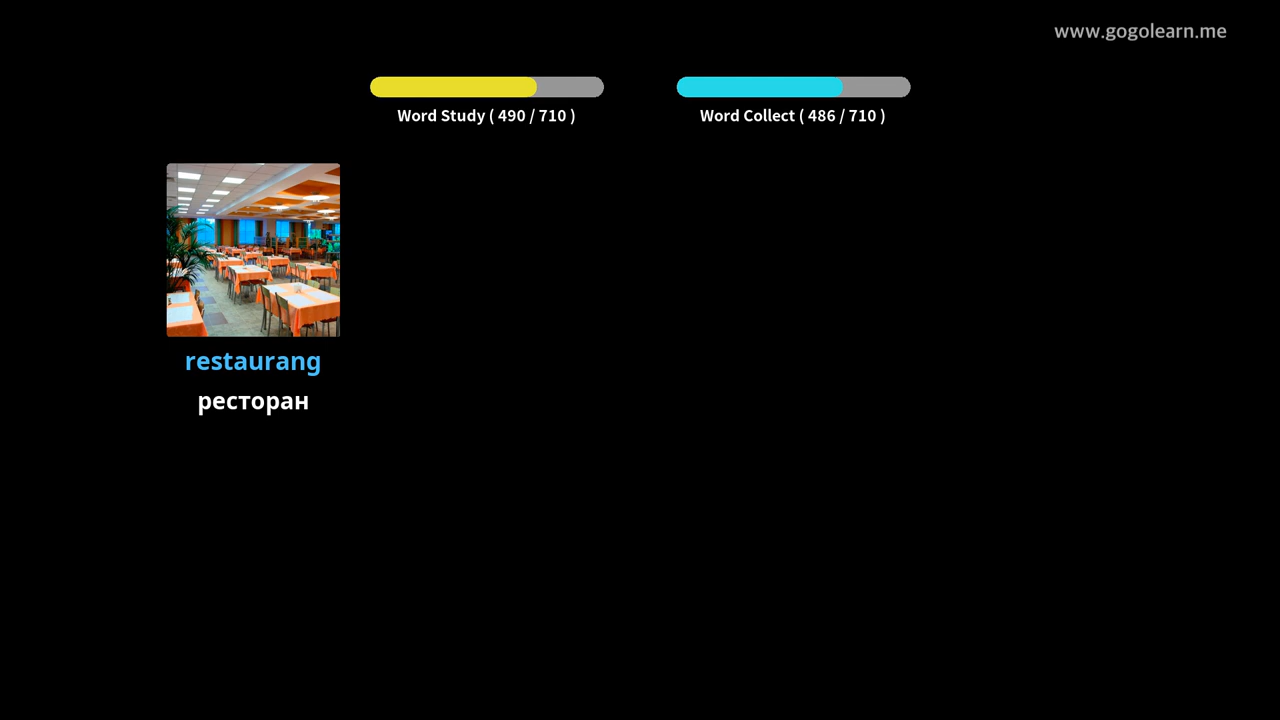 www.gogolearn.me
Word Study ( 490 / 710 )
Word Collect ( 486 / 710 )
restaurang
ресторан